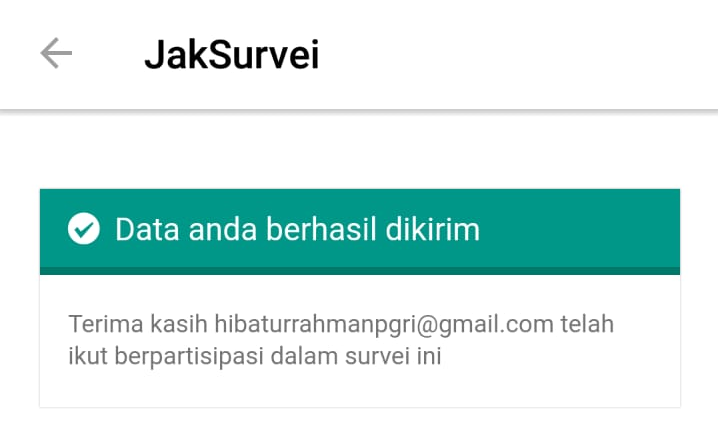 JakSurvei
Data anda berhasil dikirim
Terima kasih hibaturrahmanpgri@gmail.com telah
ikut berpartisipasi dalam survei ini